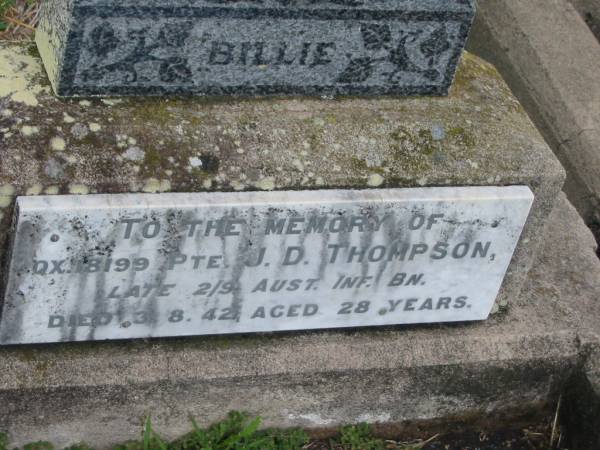 BILLIE
TO THE MEMORY OF
QX.18199 PTE. J. D. THOMPSON,
LATE 2/9. AUST. INF. BN.
DIED 3. 8. 42, AGED 28 YEARS.